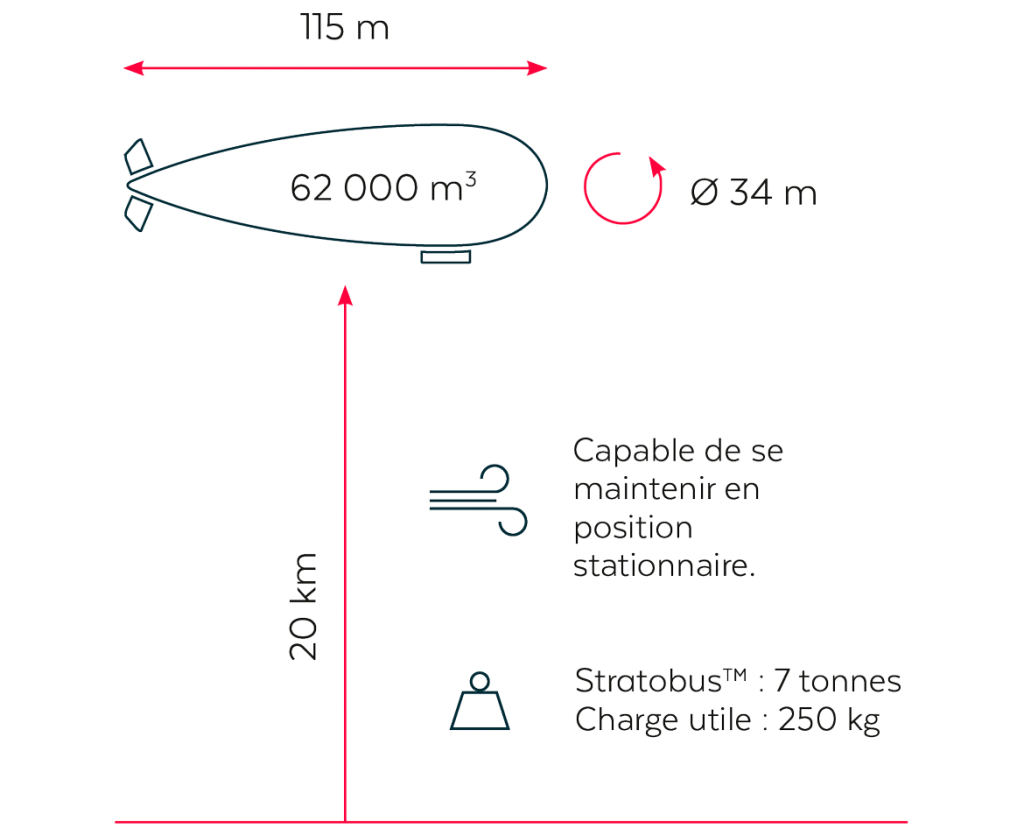 115 m
62 000 m³
Ø 34 m
Capable de se
maintenir en
position
stationnaire.
20 km
Stratobus™ : 7 tonnes
Charge utile : 250 kg